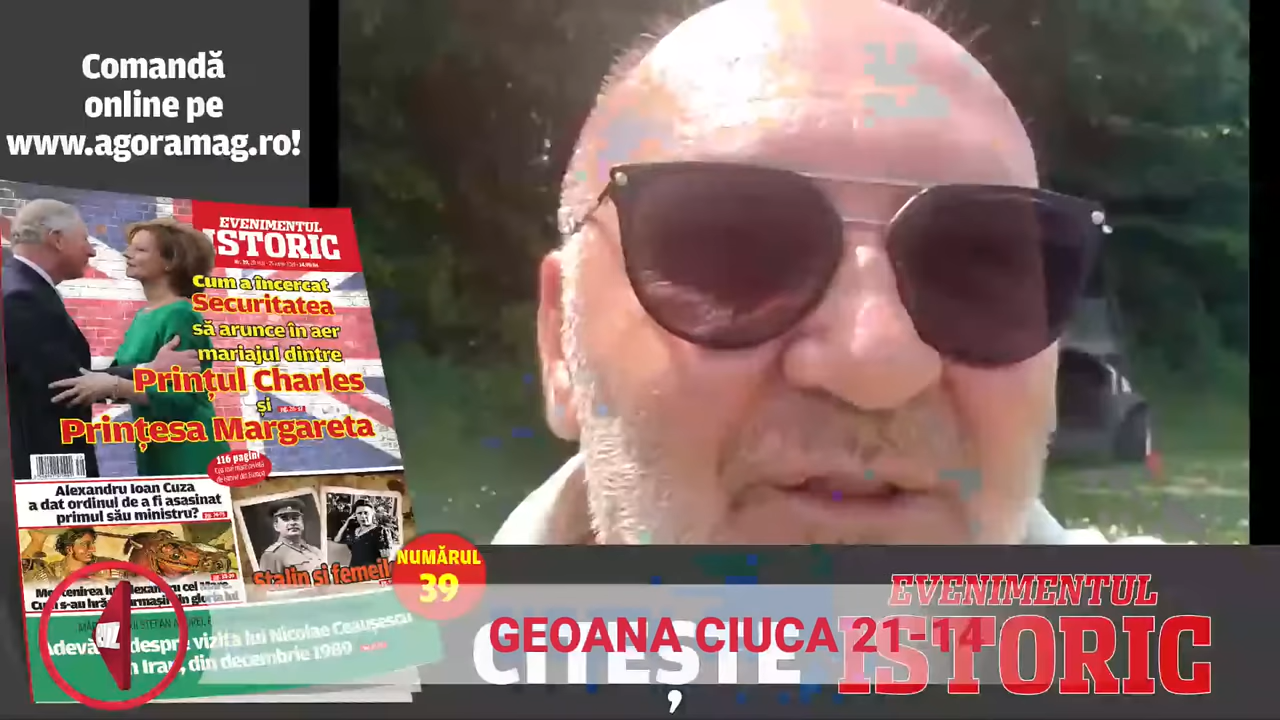 Comandă
online pe
www.agoramag.ro!
EVENIMENTUL
ISTORIC
Cum a încercat
Securitatea
să arunce în aer
mariajul dintre
Prințul Charles
și
Prințesa Margareta
116 pagini
Alexandru Ioan Cuza
a dat ordinul de a fi asasinat
primul său ministru?
Stalin și femeile
NUMĂRUL
39
despre vizita lui Nicolae Ceaușescu
n Iran, din decembrie 1989
EVZ
GEOANA CIUCA 21-14
CITEȘTE
EVENIMENTUL
ISTORIC